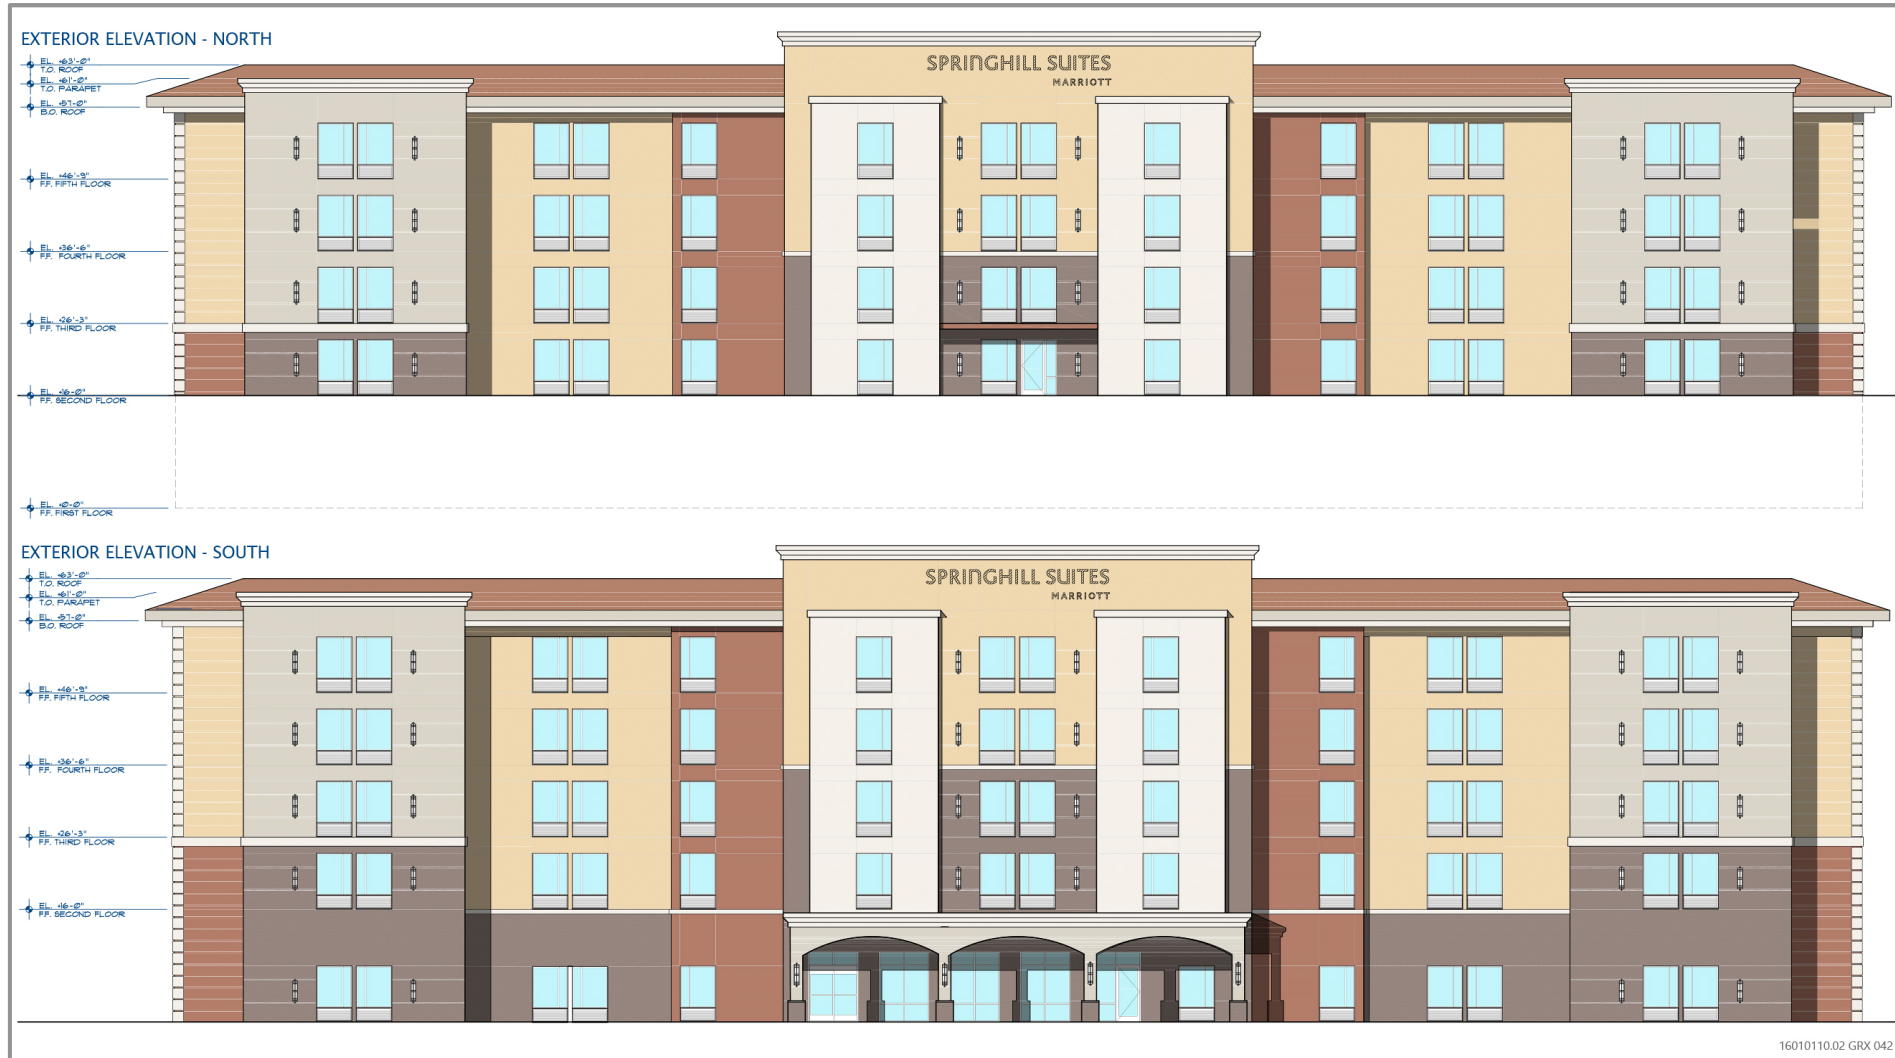 EXTERIOR ELEVATION - NORTH
EL. +63'-0"
T.O. ROOF
EL. +61'-0"
T.O. PARAPET
EL. +57'-0"
B.O. ROOF
EL. +46'-9"
F.F. FIFTH FLOOR
EL. +36'-6"
F.F. FOURTH FLOOR
EL. +26'-3"
F.F. THIRD FLOOR
EL. +16-0"
F.F. SECOND FLOOR
EL. +0-0"
F.F. FIRST FLOOR
SPRINGHILL SUITES
MARRIOTT
EXTERIOR ELEVATION - SOUTH
EL. +63'-0"
T.O. ROOF
EL. +61'-0"
T.O. PARAPET
EL. +57'-0"
B.O. ROOF
EL. +46'-9"
F.F. FIFTH FLOOR
EL. +36'-6"
F.F. FOURTH FLOOR
EL. +26'-3"
F.F. THIRD FLOOR
EL. +16-0"
F.F. SECOND FLOOR
SPRINGHILL SUITES
MARRIOTT
16010110.02 GRX 042